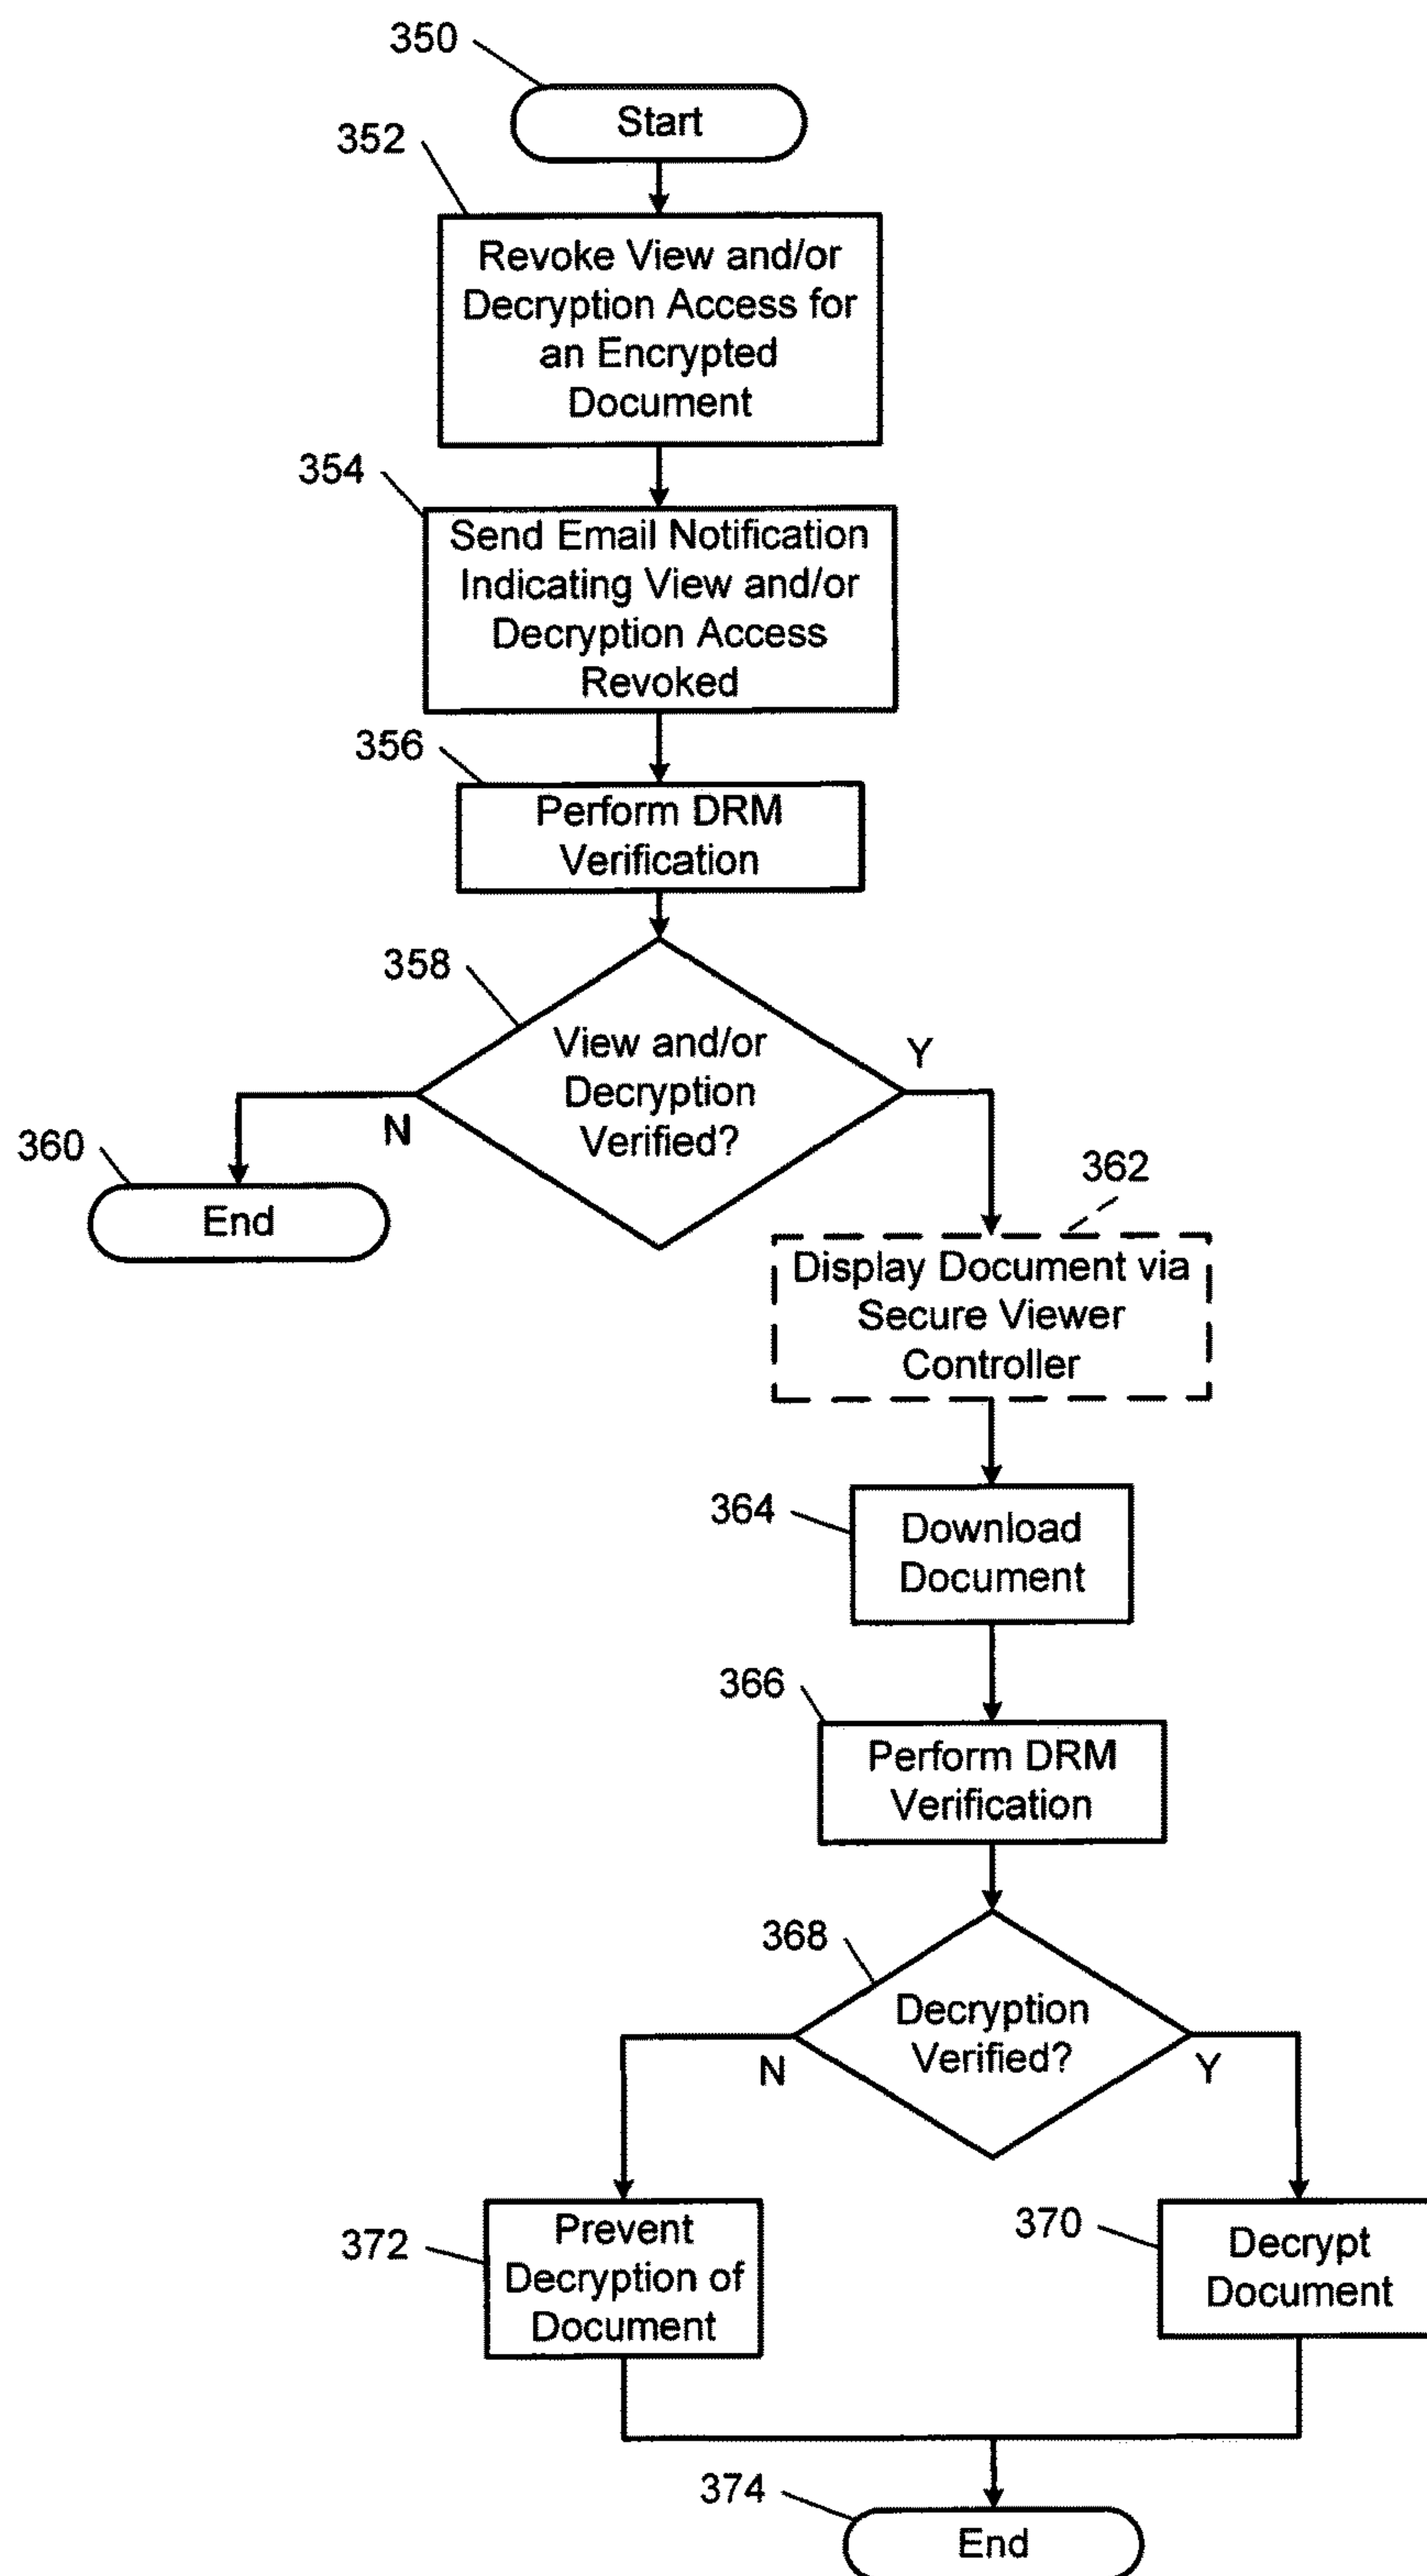 350
Start
352
Revoke View and/or
Decryption Access for
an Encrypted
Document
354
Send Email Notification
Indicating View and/or
Decryption Access
Revoked
356
Perform DRM
Verification
358
View and/or
Decryption
Verified?
Y
N
360
End
362
Display Document via
Secure Viewer
Controller
364
Download
Document
366
Perform DRM
Verification
368
Decryption
Verified?
N
Y
372
Prevent
Decryption of
Document
370
Decrypt
Document
374
End